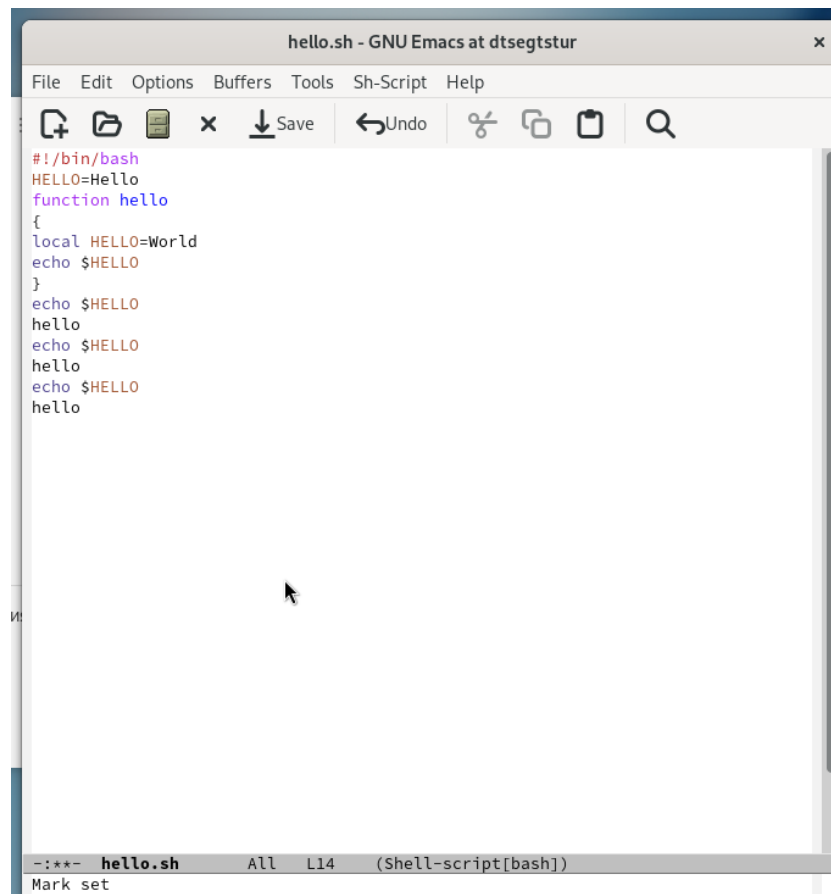 hello.sh - GNU Emacs at dtsegtstur
File Edit Options Buffers Tools Sh-Script Help
Save Undo
#!/bin/bash
HELLO=Hello
function hello
{
local HELLO=World
echo $HELLO
}
echo $HELLO
hello
echo $HELLO
hello
echo $HELLO
hello
-:**- hello.sh All L14 (Shell-script[bash])
Mark set